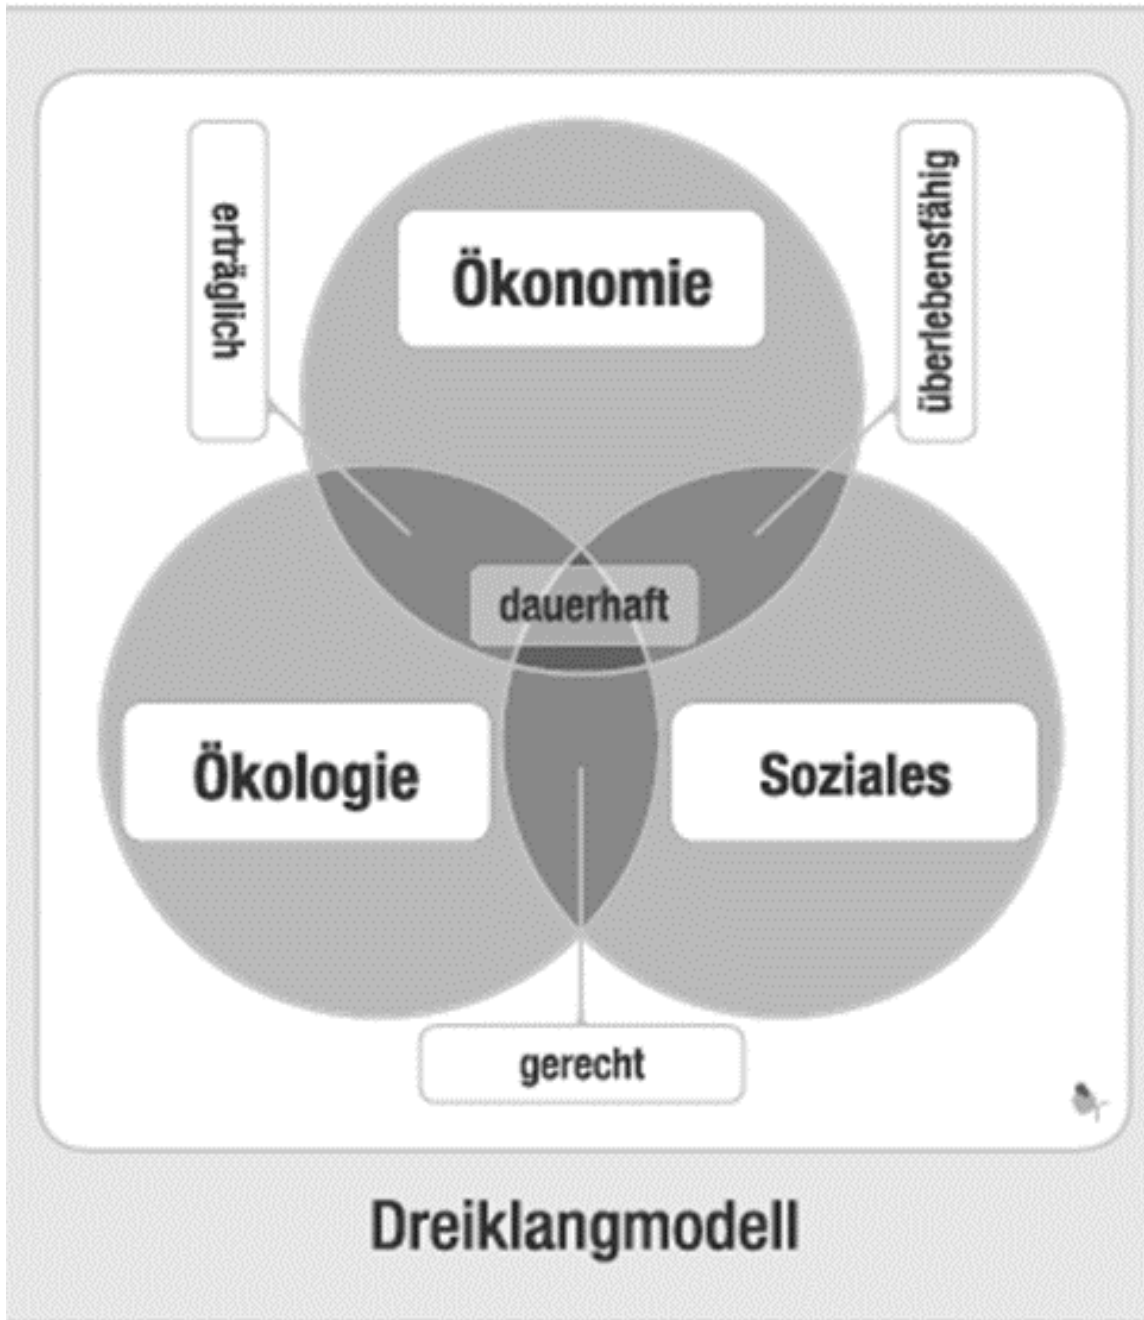 erträglich
Ökonomie
überlebensfähig
dauerhaft
Ökologie
Soziales
gerecht
Dreiklangmodell